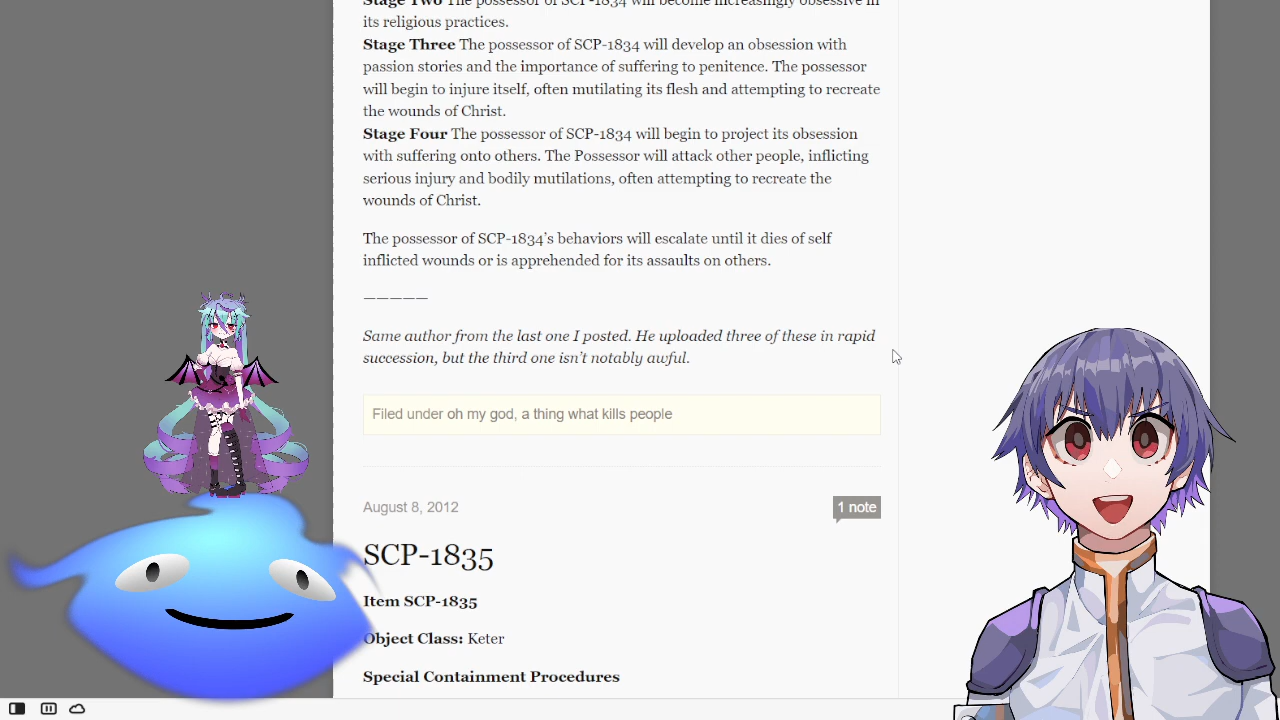 Stage Two The possessor of SCP-1834 will become increasingly obsessive in
its religious practices.
Stage Three The possessor of SCP-1834 will develop an obsession with
passion stories and the importance of suffering to penitence. The possessor
will begin to injure itself, often mutilating its flesh and attempting to recreate
the wounds of Christ.
Stage Four The possessor of SCP-1834 will begin to project its obsession
with suffering onto others. The Possessor will attack other people, inflicting
serious injury and bodily mutilations, often attempting to recreate the
wounds of Christ.
The possessor of SCP-1834’s behaviors will escalate until it dies of self
inflicted wounds or is apprehended for its assaults on others.
—————
Same author from the last one I posted. He uploaded three of these in rapid
succession, but the third one isn’t notably awful.
Filed under oh my god, a thing what kills people
August 8, 2012
1 note
SCP-1835
Item SCP-1835
Object Class: Keter
Special Containment Procedures